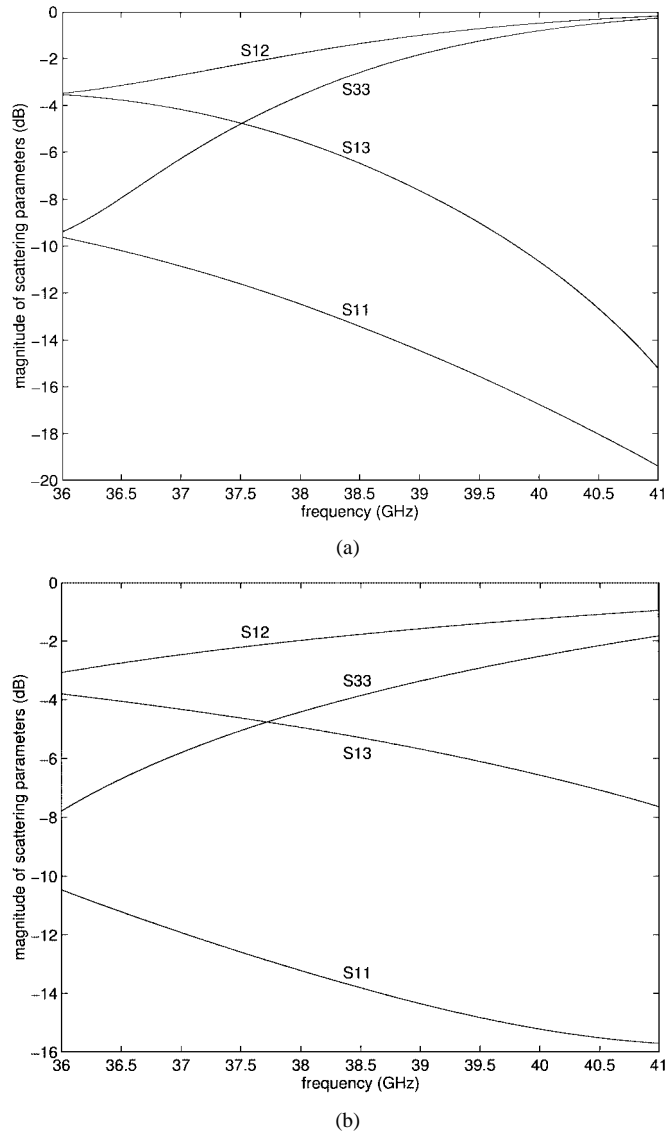 0
−2
−4
−6
−8
−10
−12
−14
−16
−18
−20
magnitude of scattering parameters (dB)
S12
S33
S13
S11
36 36.5 37 37.5 38 38.5 39 39.5 40 40.5 41
frequency (GHz)
(a)
0
−2
−4
−6
−8
−10
−12
−14
−16
magnitude of scattering parameters (dB)
S12
S33
S13
S11
36 36.5 37 37.5 38 38.5 39 39.5 40 40.5 41
frequency (GHz)
(b)